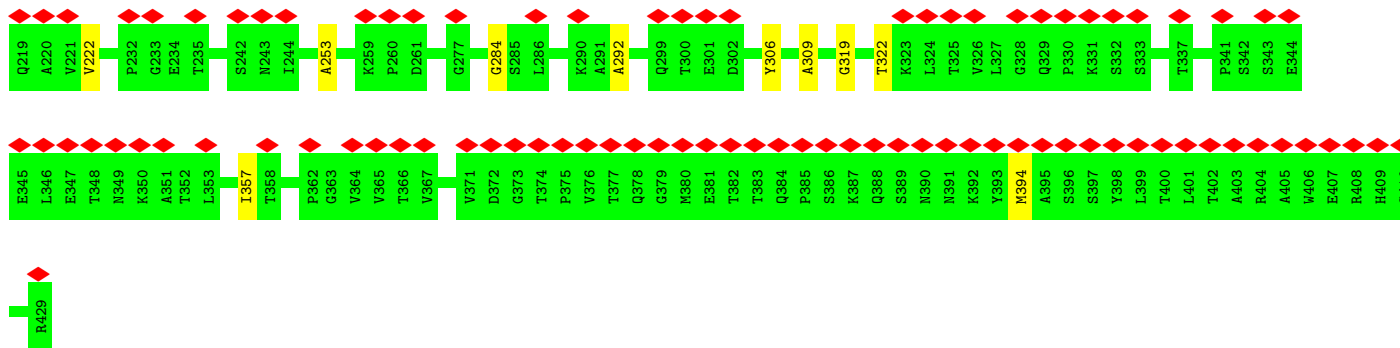 Q219 A220 V221 V222 P232 G233 E234 T235 S242 N243 I244 A253 K259 P260 D261 G277 G284 S285 L286 K290 A291 A292 Q299 T300 E301 D302 Y306 A309 G319 T322 K323 L324 T325 V326 L327 G328 Q329 P330 K331 S332 S333 T337 P341 S342 S343 E344
E345 L346 E347 T348 N349 K350 A351 T352 L353 I357 T358 P362 G363 V364 V365 T366 V367 V371 D372 G373 T374 P375 V376 T377 Q378 G379 M380 E381 T382 T383 Q384 P385 S386 K387 Q388 S389 N390 N391 K392 Y393 M394 A395 S396 S397 Y398 L399 T400 L401 T402 A403 R404 A405 W406 E407 R408 H409
R429